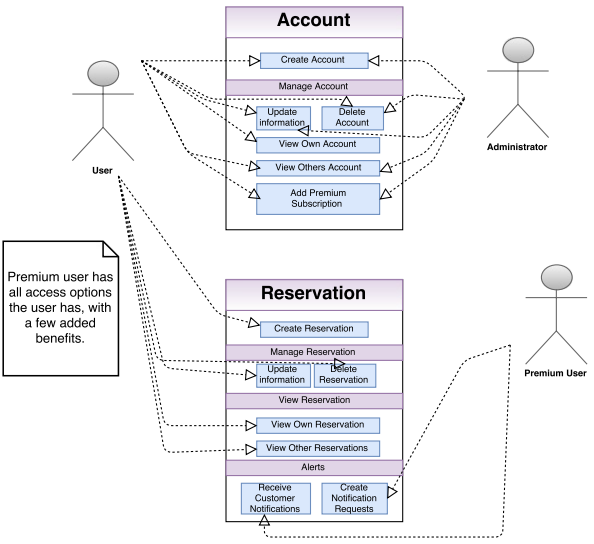 Account
Create Account
Manage Account
Update
information
Delete
Account
View Own Account
View Others Account
Add Premium
Subscription
User
Administrator
Premium user has
all access options
the user has, with
a few added
benefits.
Reservation
Create Reservation
Manage Reservation
Update
information
Delete
Reservation
View Reservation
View Own Reservation
View Other Reservations
Alerts
Receive
Customer
Notifications
Create
Notification
Requests
Premium User